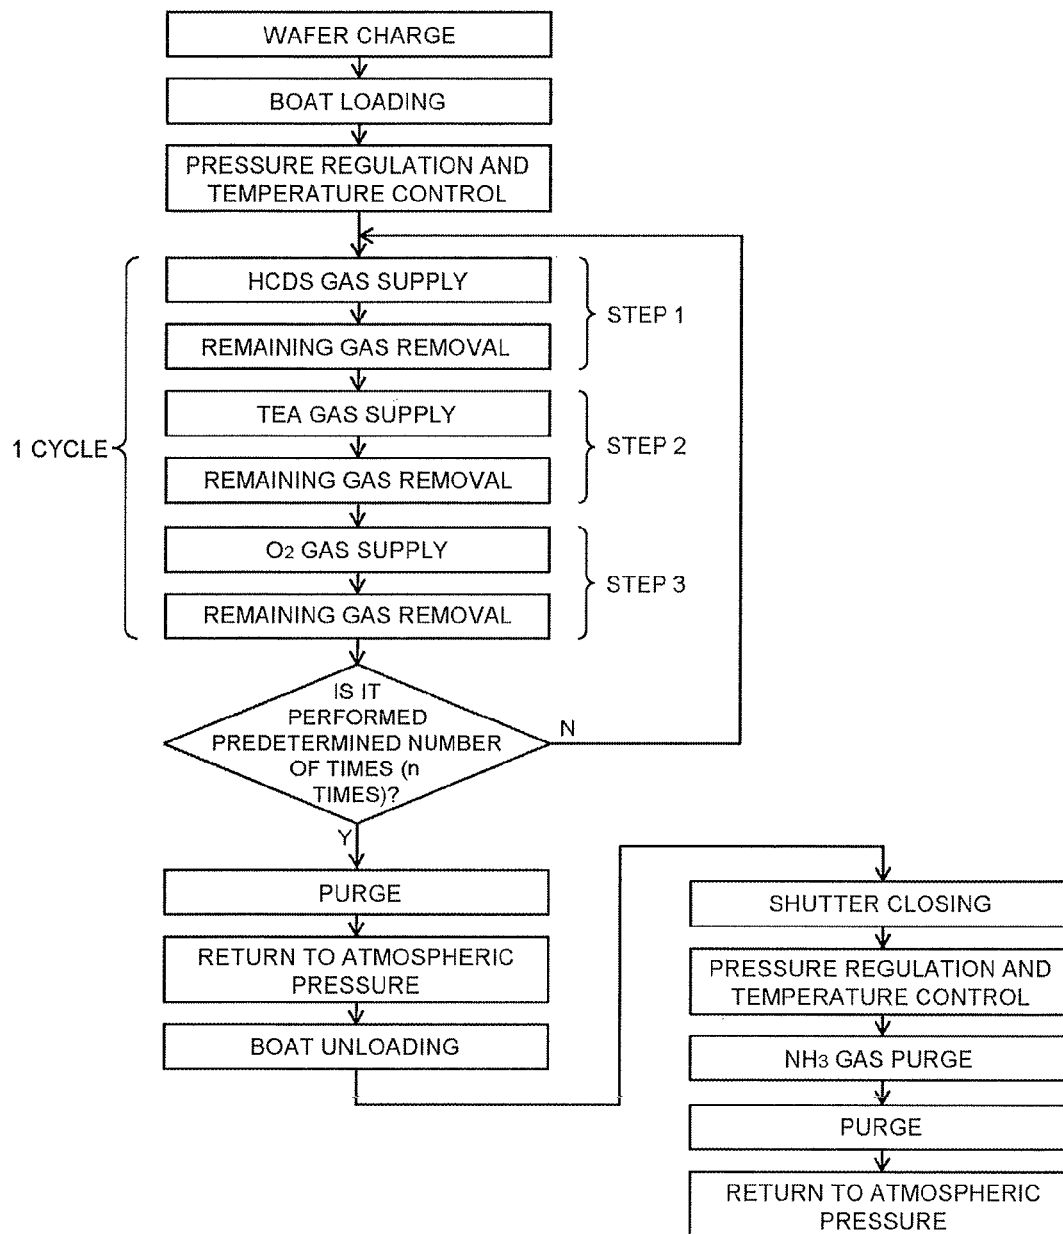 WAFER CHARGE
BOAT LOADING
PRESSURE REGULATION AND
TEMPERATURE CONTROL
HCDS GAS SUPPLY
REMAINING GAS REMOVAL
STEP 1
TEA GAS SUPPLY
REMAINING GAS REMOVAL
STEP 2
1 CYCLE
O2 GAS SUPPLY
REMAINING GAS REMOVAL
STEP 3
IS IT
PERFORMED
PREDETERMINED NUMBER
OF TIMES (n
TIMES)?
N
Y
PURGE
RETURN TO ATMOSPHERIC
PRESSURE
BOAT UNLOADING
SHUTTER CLOSING
PRESSURE REGULATION AND
TEMPERATURE CONTROL
NH3 GAS PURGE
PURGE
RETURN TO ATMOSPHERIC
PRESSURE